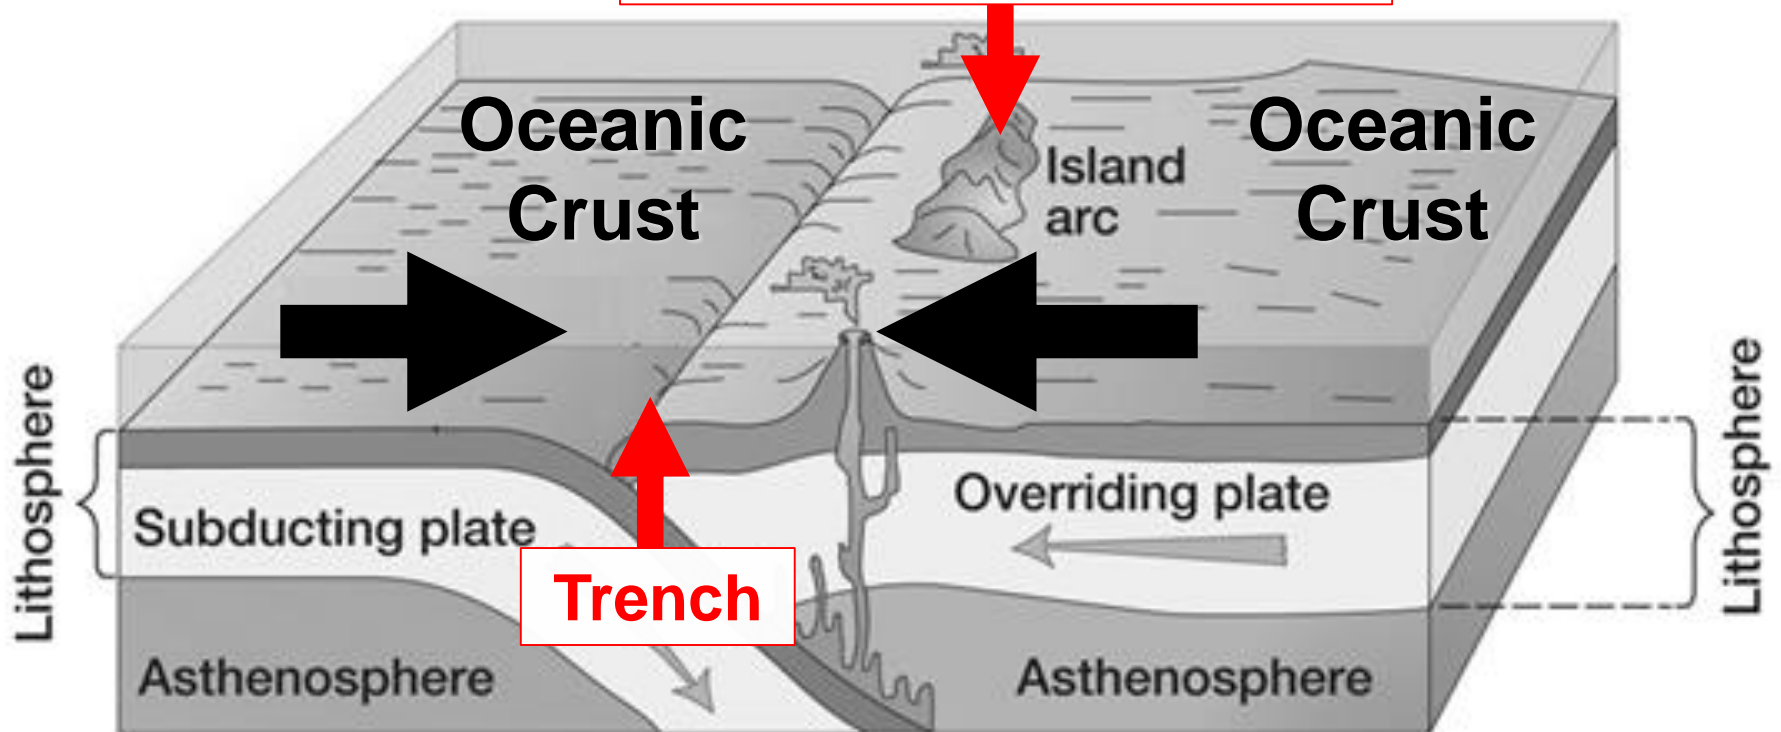 Oceanic
Crust
Oceanic
Crust
Island
arc
Lithosphere
Lithosphere
Subducting plate
Overriding plate
Trench
Asthenosphere
Asthenosphere